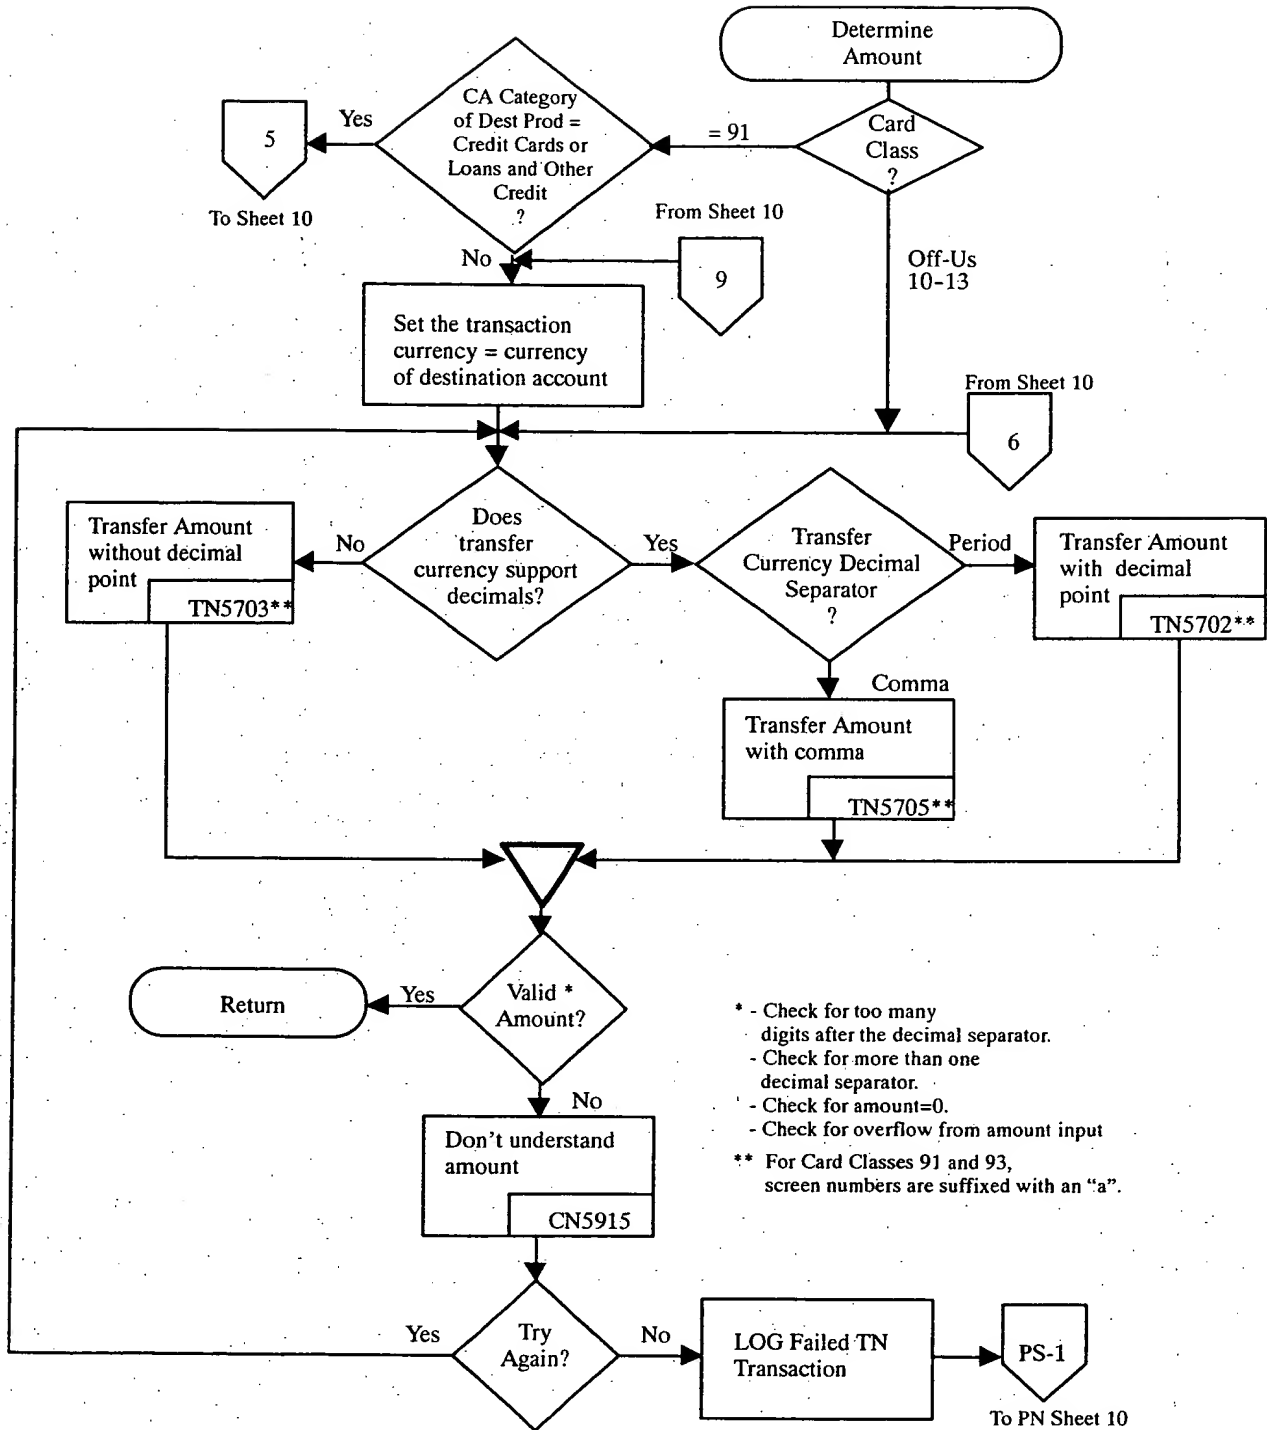 Determine
Amount
CA Category
of Dest Prod =
Credit Cards or
Loans and Other
Credit
?
Yes
5
To Sheet 10
= 91
Card
Class
?
From Sheet 10
9
No
Off-Us
10-13
Set the transaction
currency = currency
of destination account
From Sheet 10
6
Transfer Amount
without decimal
point
TN5703**
No
Does
transfer
currency support
decimals?
Yes
Transfer
Currency Decimal
Separator
?
Period
Transfer Amount
with decimal
point
TN5702**
Comma
Transfer Amount
with comma
TN5705**
Return
Yes
Valid *
Amount?
No
* - Check for too many
digits after the decimal separator.
- Check for more than one
decimal separator.
- Check for amount=0.
- Check for overflow from amount input
** For Card Classes 91 and 93,
screen numbers are suffixed with an “a”.
Don't understand
amount
CN5915
Yes
Try
Again?
No
LOG Failed TN
Transaction
PS-1
To PN Sheet 10